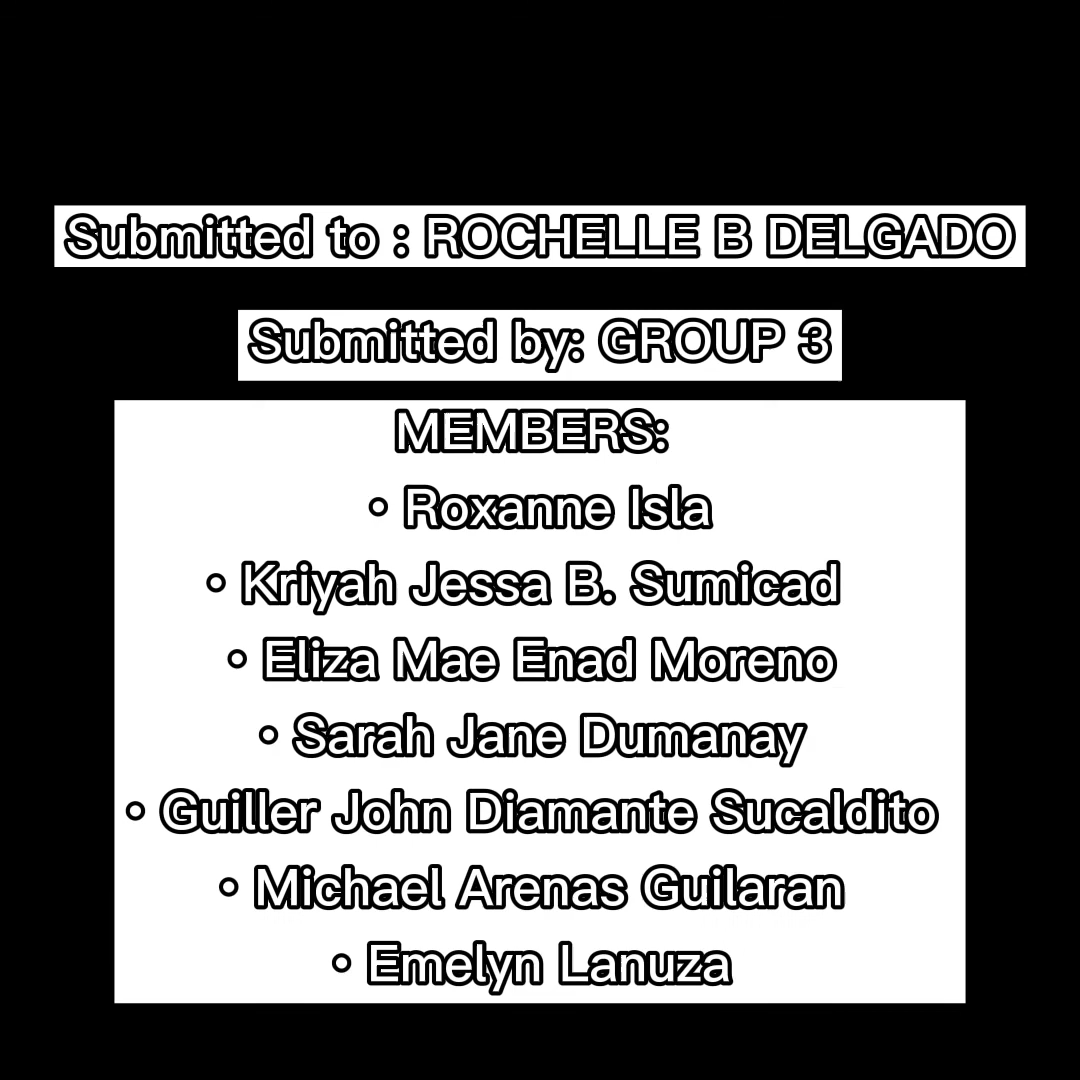 Submitted to : ROCHELLE B DELGADO
Submitted by: GROUP 3
MEMBERS:
• Roxanne Isla
• Kriyah Jessa B. Sumicad
• Eliza Mae Enad Moreno
• Sarah Jane Dumanay
• Guiller John Diamante Sucaldito
• Michael Arenas Guilaran
• Emelyn Lanuza